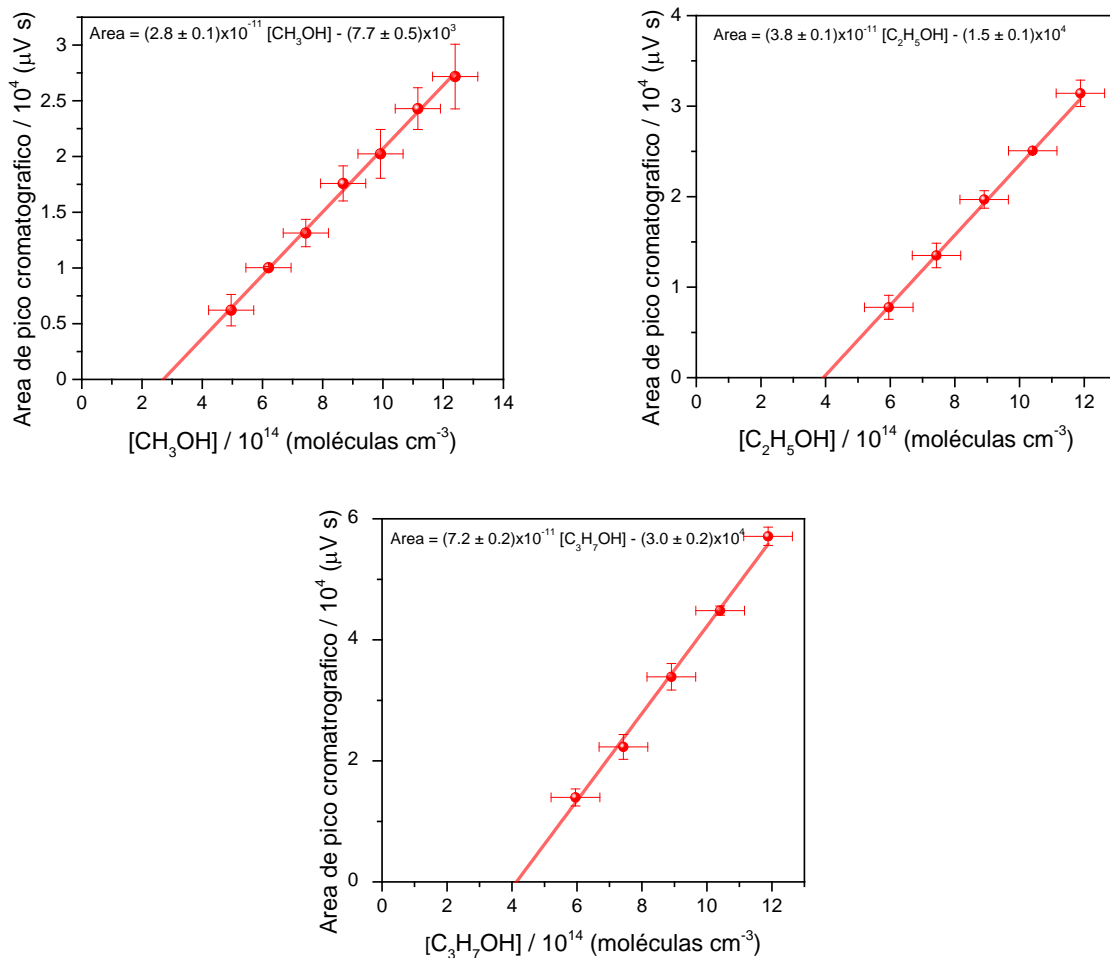 Area = (2.8 ± 0.1)x10⁻¹¹ [CH₃OH] - (7.7 ± 0.5)x10³
Area de pico cromatografico / 10⁴ (μV s)
3
2.5
2
1.5
1
0.5
0
0 2 4 6 8 10 12 14
[CH₃OH] / 10¹⁴ (moléculas cm⁻³)
Area = (3.8 ± 0.1)x10⁻¹¹ [C₂H₅OH] - (1.5 ± 0.1)x10⁴
Area de pico cromatografico / 10⁴ (μV s)
4
3
2
1
0
0 2 4 6 8 10 12
[C₂H₅OH] / 10¹⁴ (moléculas cm⁻³)
Area = (7.2 ± 0.2)x10⁻¹¹ [C₃H₇OH] - (3.0 ± 0.2)x10⁴
Area de pico cromatrografico / 10⁴ (μV s)
6
4
2
0
0 2 4 6 8 10 12
[C₃H₇OH] / 10¹⁴ (moléculas cm⁻³)